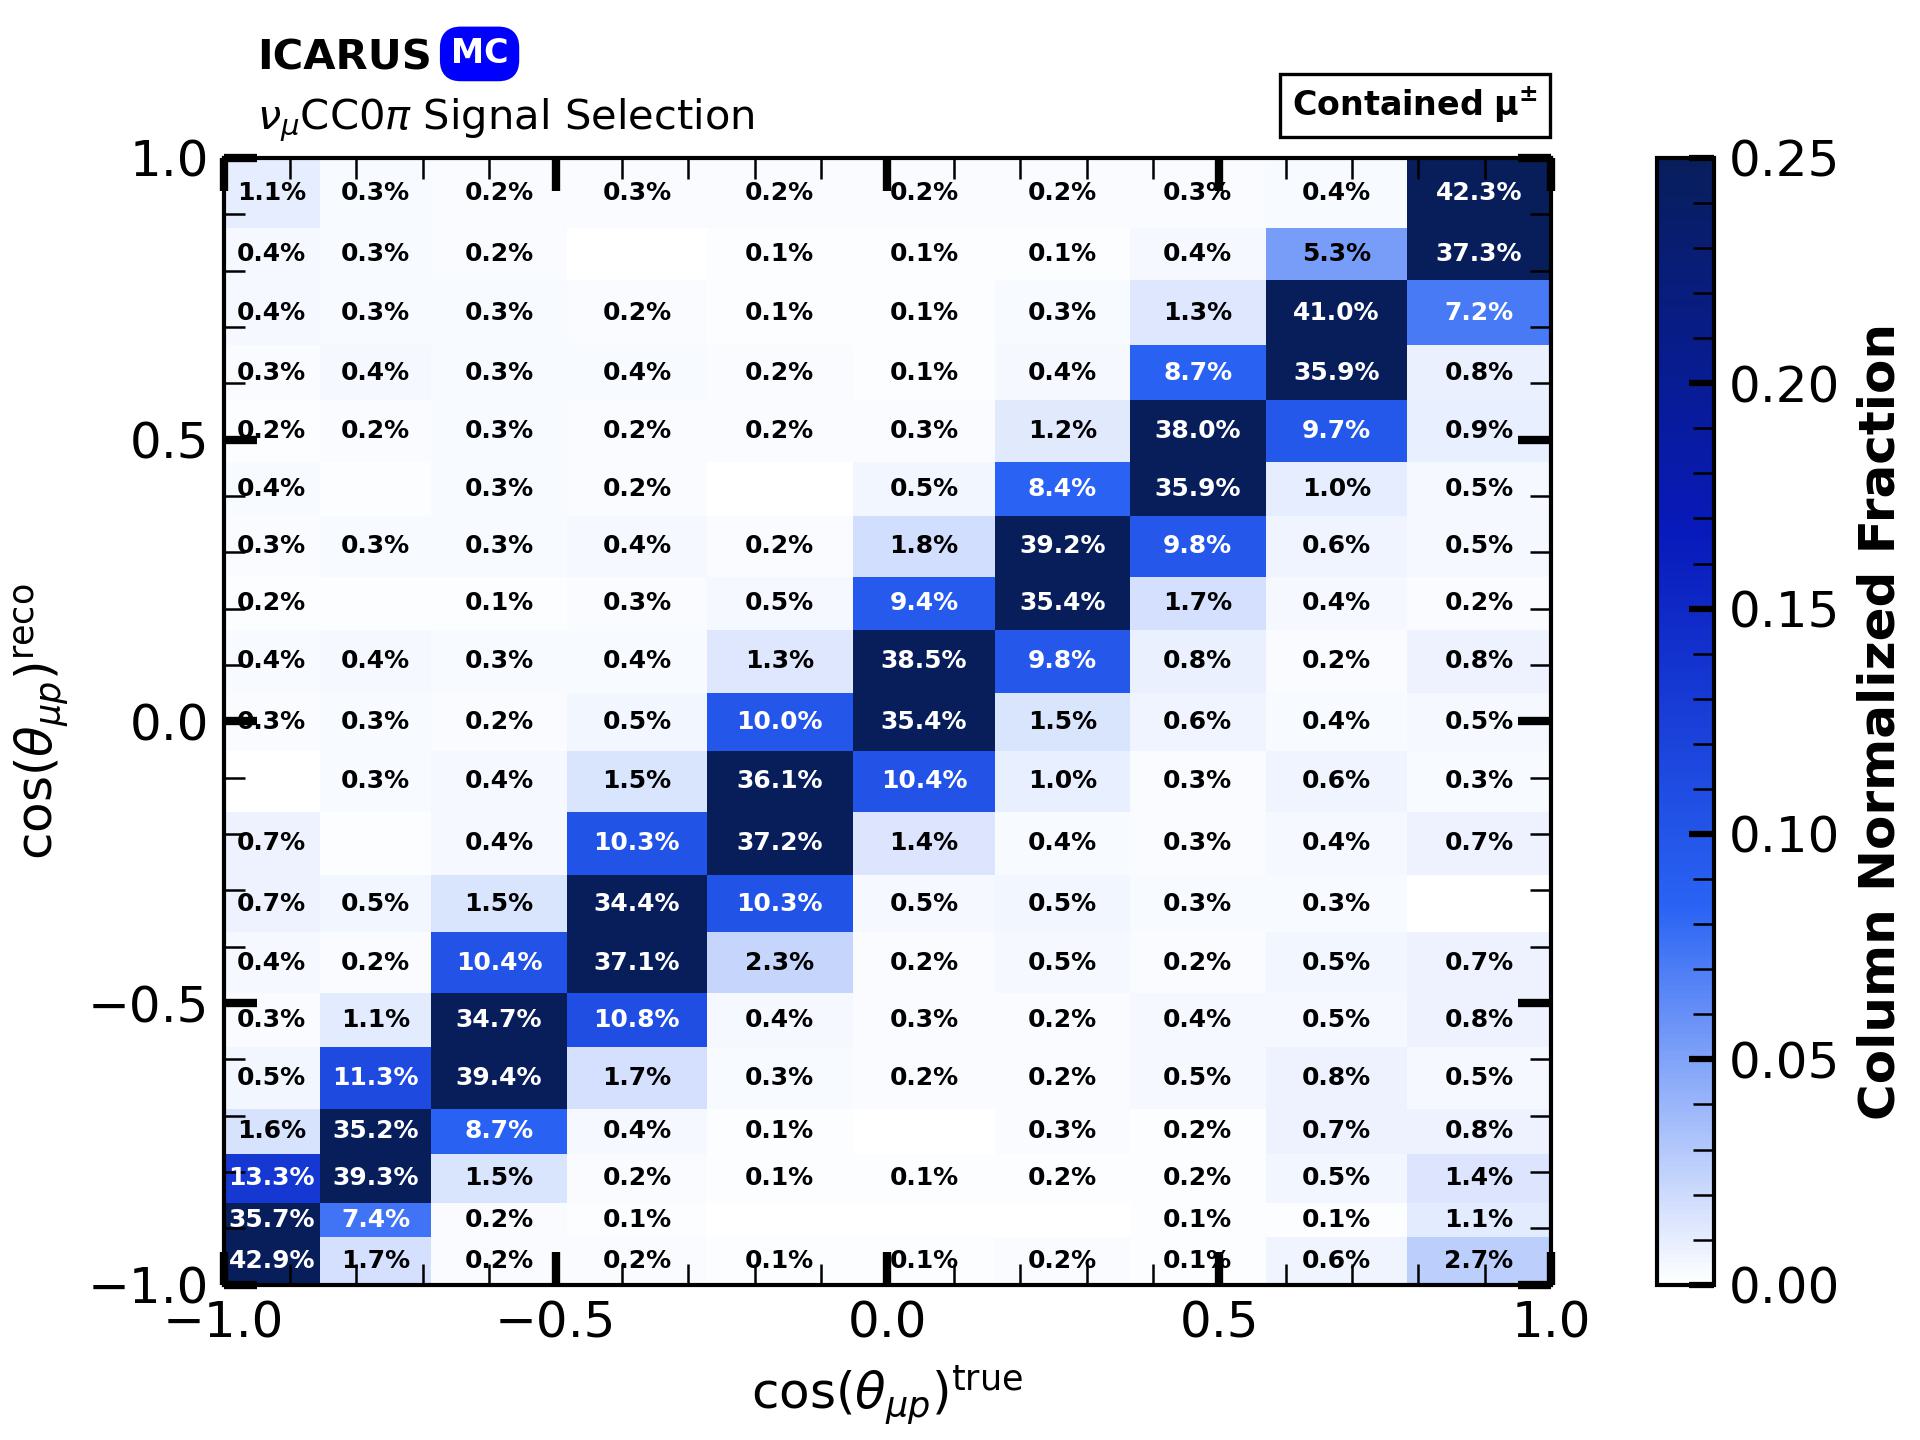 ICARUS MC
νμCC0π Signal Selection
Contained μ±
1.0 1.1% 0.3% 0.2% 0.3% 0.2% 0.2% 0.2% 0.3% 0.4% 42.3% 0.25
0.4% 0.3% 0.2% 0.1% 0.1% 0.1% 0.4% 5.3% 37.3%
0.4% 0.3% 0.3% 0.2% 0.1% 0.1% 0.3% 1.3% 41.0% 7.2%
0.3% 0.4% 0.3% 0.4% 0.2% 0.1% 0.4% 8.7% 35.9% 0.8% 0.20
0.5 0.2% 0.2% 0.3% 0.2% 0.2% 0.3% 1.2% 38.0% 9.7% 0.9%
0.4% 0.3% 0.2% 0.5% 8.4% 35.9% 1.0% 0.5%
0.3% 0.3% 0.3% 0.4% 0.2% 1.8% 39.2% 9.8% 0.6% 0.5%
0.2% 0.1% 0.3% 0.5% 9.4% 35.4% 1.7% 0.4% 0.2% 0.15
0.4% 0.4% 0.3% 0.4% 1.3% 38.5% 9.8% 0.8% 0.2% 0.8%
0.0 0.3% 0.3% 0.2% 0.5% 10.0% 35.4% 1.5% 0.6% 0.4% 0.5%
0.3% 0.4% 1.5% 36.1% 10.4% 1.0% 0.3% 0.6% 0.3%
0.7% 0.4% 10.3% 37.2% 1.4% 0.4% 0.3% 0.4% 0.7% 0.10
0.7% 0.5% 1.5% 34.4% 10.3% 0.5% 0.5% 0.3% 0.3%
0.4% 0.2% 10.4% 37.1% 2.3% 0.2% 0.5% 0.2% 0.5% 0.7%
−0.5 0.3% 1.1% 34.7% 10.8% 0.4% 0.3% 0.2% 0.4% 0.5% 0.8%
0.5% 11.3% 39.4% 1.7% 0.3% 0.2% 0.2% 0.5% 0.8% 0.5% 0.05
1.6% 35.2% 8.7% 0.4% 0.1% 0.3% 0.2% 0.7% 0.8%
13.3% 39.3% 1.5% 0.2% 0.1% 0.1% 0.2% 0.2% 0.5% 1.4%
35.7% 7.4% 0.2% 0.1% 0.1% 0.1% 1.1%
−1.0 42.9% 1.7% 0.2% 0.2% 0.1% 0.1% 0.2% 0.1% 0.6% 2.7% 0.00
−1.0 −0.5 0.0 0.5 1.0
cos(θμp)true
cos(θμp)reco
Column Normalized Fraction